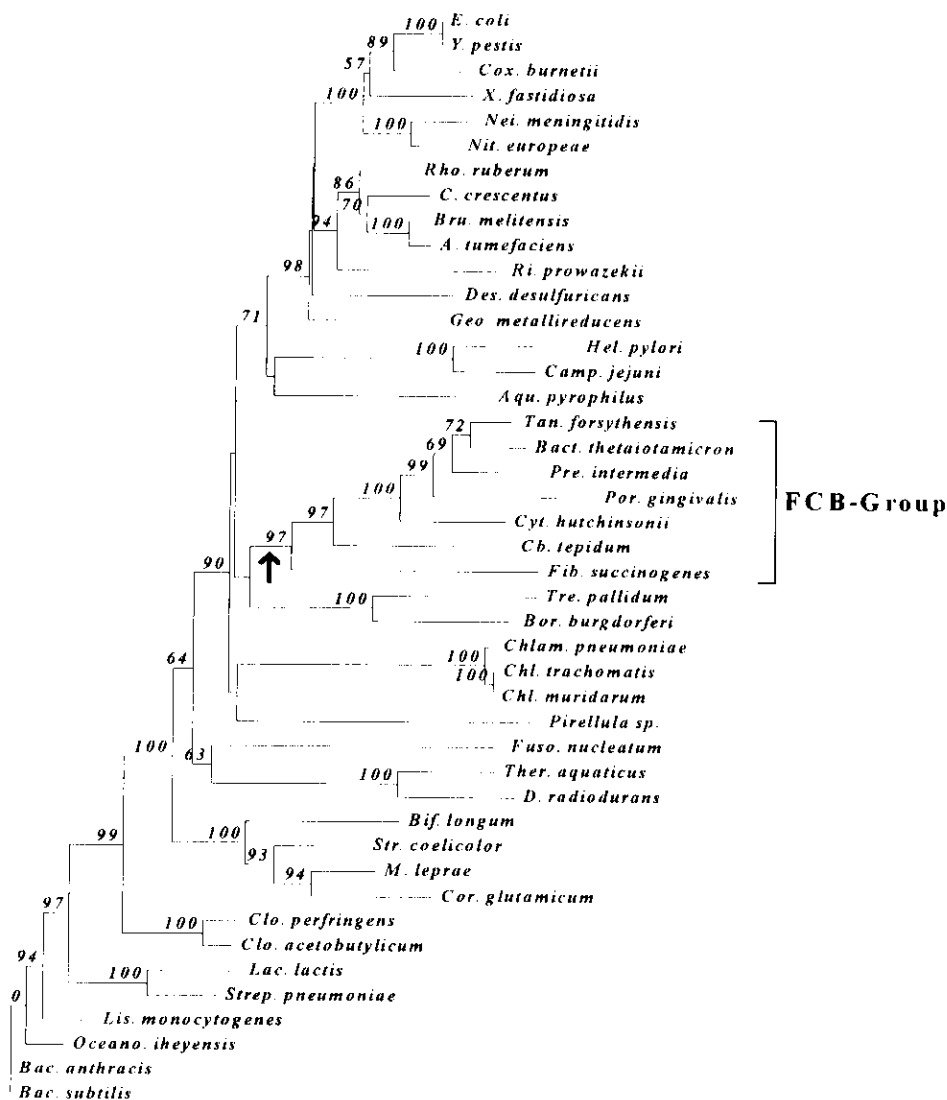 100
E. coli
89
Y. pestis
57
Cox. burnetii
100
X. fastidiosa
Nei. meningitidis
100
Nit. europeae
Rho. ruberum
86
C. crescentus
70
Bru. melitensis
94
100
A. tumefaciens
98
Ri. prowazekii
Des. desulfuricans
71
Geo metallireducens
100
Hel. pylori
Camp. jejuni
Aqu. pyrophilus
72
Tan. forsythensis
69
Bact. thetaiotamicron
99
Pre. intermedia
100
Por. gingivalis
FCB-Group
97
Cyt. hutchinsonii
97
Cb. tepidum
90
Fib. succinogenes
100
Tre. pallidum
Bor. burgdorferi
Chlam. pneumoniae
100
64
Chl. trachomatis
100
Chl. muridarum
Pirellula sp.
100
Fuso. nucleatum
63
Ther. aquaticus
100
D. radiodurans
Bif. longum
100
99
Str. coelicolor
93
M. leprae
94
Cor. glutamicum
97
Clo. perfringens
100
Clo. acetobutylicum
94
Lac. lactis
100
Strep. pneumoniae
0
Lis. monocytogenes
Oceano. iheyensis
Bac. anthracis
Bac. subtilis